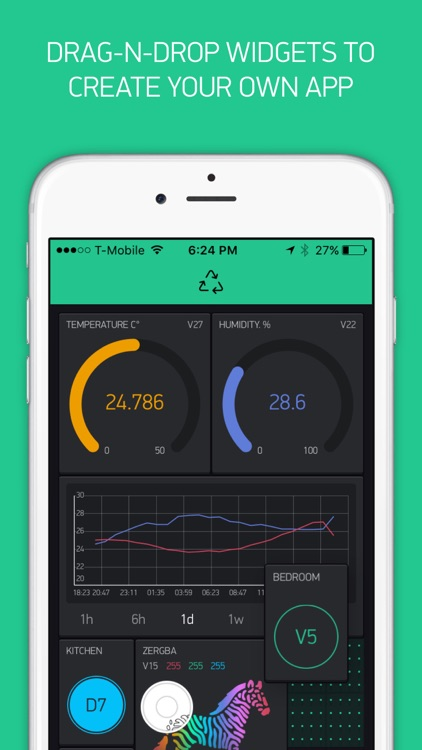 DRAG-N-DROP WIDGETS TO
CREATE YOUR OWN APP
T-Mobile 6:24 PM 27%
TEMPERATURE C° V27
24.786
0 50
HUMIDITY. % V22
28.6
0 100
30
28
26
24
22
20
18:23 20:47 23:11 01:35 03:59 06:23 08:47 11
1h 6h 1d 1w
BEDROOM
V5
KITCHEN
D7
ZERGBA
V15 255 255 255